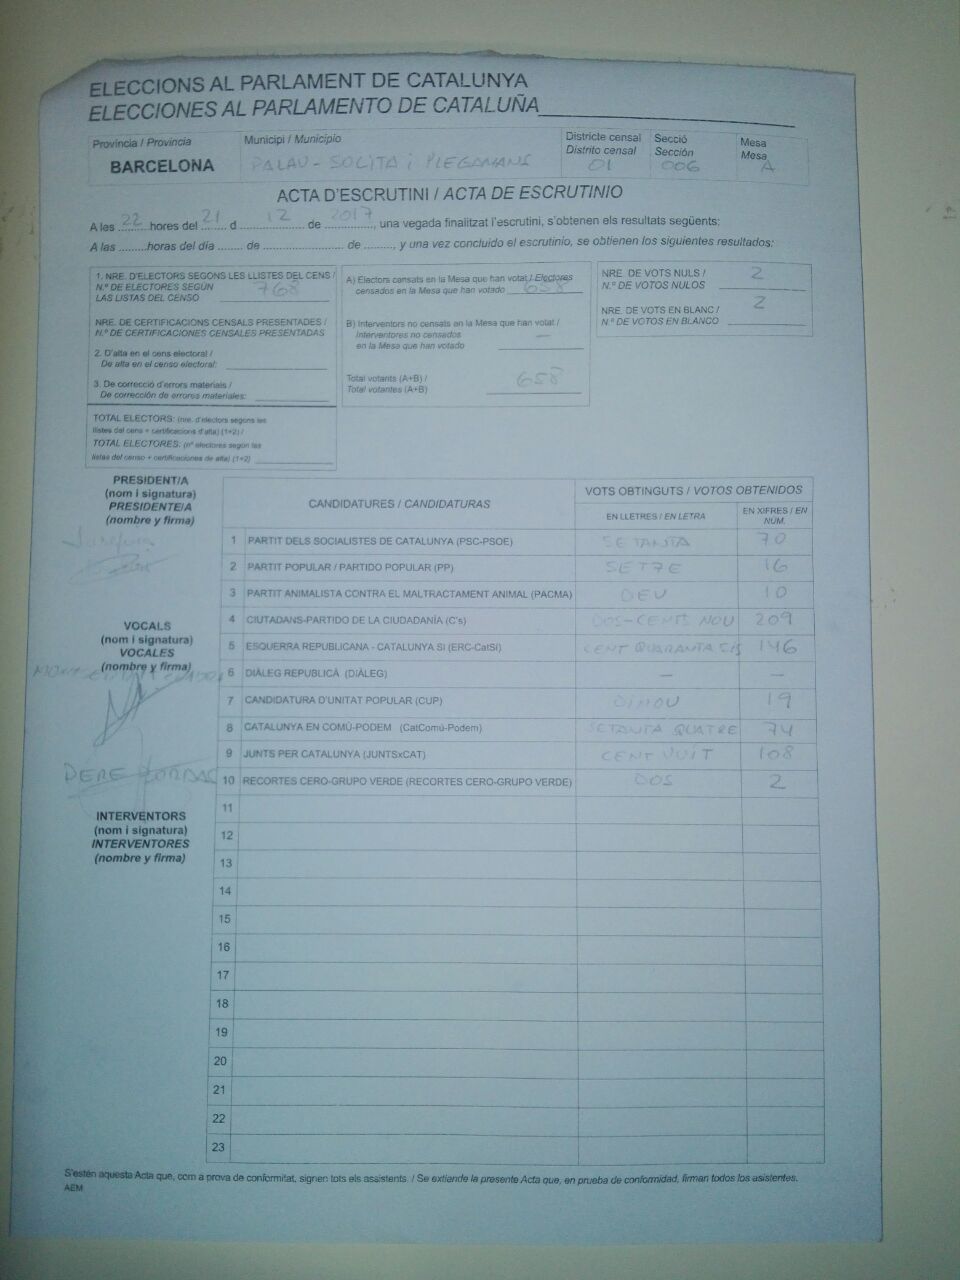 ELECCIONS AL PARLAMENT DE CATALUNYA
ELECCIONES AL PARLAMENTO DE CATALUÑA
Província / Provincia
BARCELONA
Municipi / Municipio
PALAU-SOLITA i PLEGAMANS
Districte censal
Distrito censal
01
Secció
Sección
006
Mesa
Mesa
A
ACTA D'ESCRUTINI / ACTA DE ESCRUTINIO
A les 22 hores del 21 d 12 de 2017, una vegada finalitzat l'escrutini, s'obtenen els resultats següents:
A las ........horas del día ....... de ....................... de ........, y una vez concluido el escrutinio, se obtienen los siguientes resultados:
1. NRE. D'ELECTORS SEGONS LES LLISTES DEL CENS /
N.º DE ELECTORES SEGÚN
LAS LISTAS DEL CENSO
768
NRE. DE CERTIFICACIONS CENSALS PRESENTADES /
N.º DE CERTIFICACIONES CENSALES PRESENTADAS
2. D'alta en el cens electoral /
De alta en el censo electoral:
3. De correcció d'errors materials /
De corrección de errores materiales:
TOTAL ELECTORS: (nre. d'electors segons les
llistes del cens + certificacions d'alta) (1+2) /
TOTAL ELECTORES: (nº electores según las
listas del censo + certificaciones de alta) (1+2)
A) Electors censats en la Mesa que han votat / Electores
censados en la Mesa que han votado 658
B) Interventors no censats en la Mesa que han votat /
Interventores no censados
en la Mesa que han votado —
Total votants (A+B) /
Total votantes (A+B) 658
NRE. DE VOTS NULS /
N.º DE VOTOS NULOS 2
NRE. DE VOTS EN BLANC /
N.º DE VOTOS EN BLANCO 2
PRESIDENT/A
(nom i signatura)
PRESIDENTE/A
(nombre y firma)
VOCALS
(nom i signatura)
VOCALES
(nombre y firma)
PERE
INTERVENTORS
(nom i signatura)
INTERVENTORES
(nombre y firma)
CANDIDATURES / CANDIDATURAS
VOTS OBTINGUTS / VOTOS OBTENIDOS
EN LLETRES / EN LETRA
EN XIFRES / EN NÚM.
1 PARTIT DELS SOCIALISTES DE CATALUNYA (PSC-PSOE) SETANTA 70
2 PARTIT POPULAR / PARTIDO POPULAR (PP) SETZE 16
3 PARTIT ANIMALISTA CONTRA EL MALTRACTAMENT ANIMAL (PACMA) DEU 10
4 CIUTADANS-PARTIDO DE LA CIUDADANÍA (C's) DOS-CENTS NOU 209
5 ESQUERRA REPUBLICANA - CATALUNYA SÍ (ERC-CatSí) CENT QUARANTA SIS 146
6 DIÀLEG REPUBLICÀ (DIÀLEG) — —
7 CANDIDATURA D'UNITAT POPULAR (CUP) DINOU 19
8 CATALUNYA EN COMÚ-PODEM (CatComú-Podem) SETANTA QUATRE 74
9 JUNTS PER CATALUNYA (JUNTSxCAT) CENT VUIT 108
10 RECORTES CERO-GRUPO VERDE (RECORTES CERO-GRUPO VERDE) DOS 2
11
12
13
14
15
16
17
18
19
20
21
22
23
S'estén aquesta Acta que, com a prova de conformitat, signen tots els assistents. / Se extiende la presente Acta que, en prueba de conformidad, firman todos los asistentes.
AEM